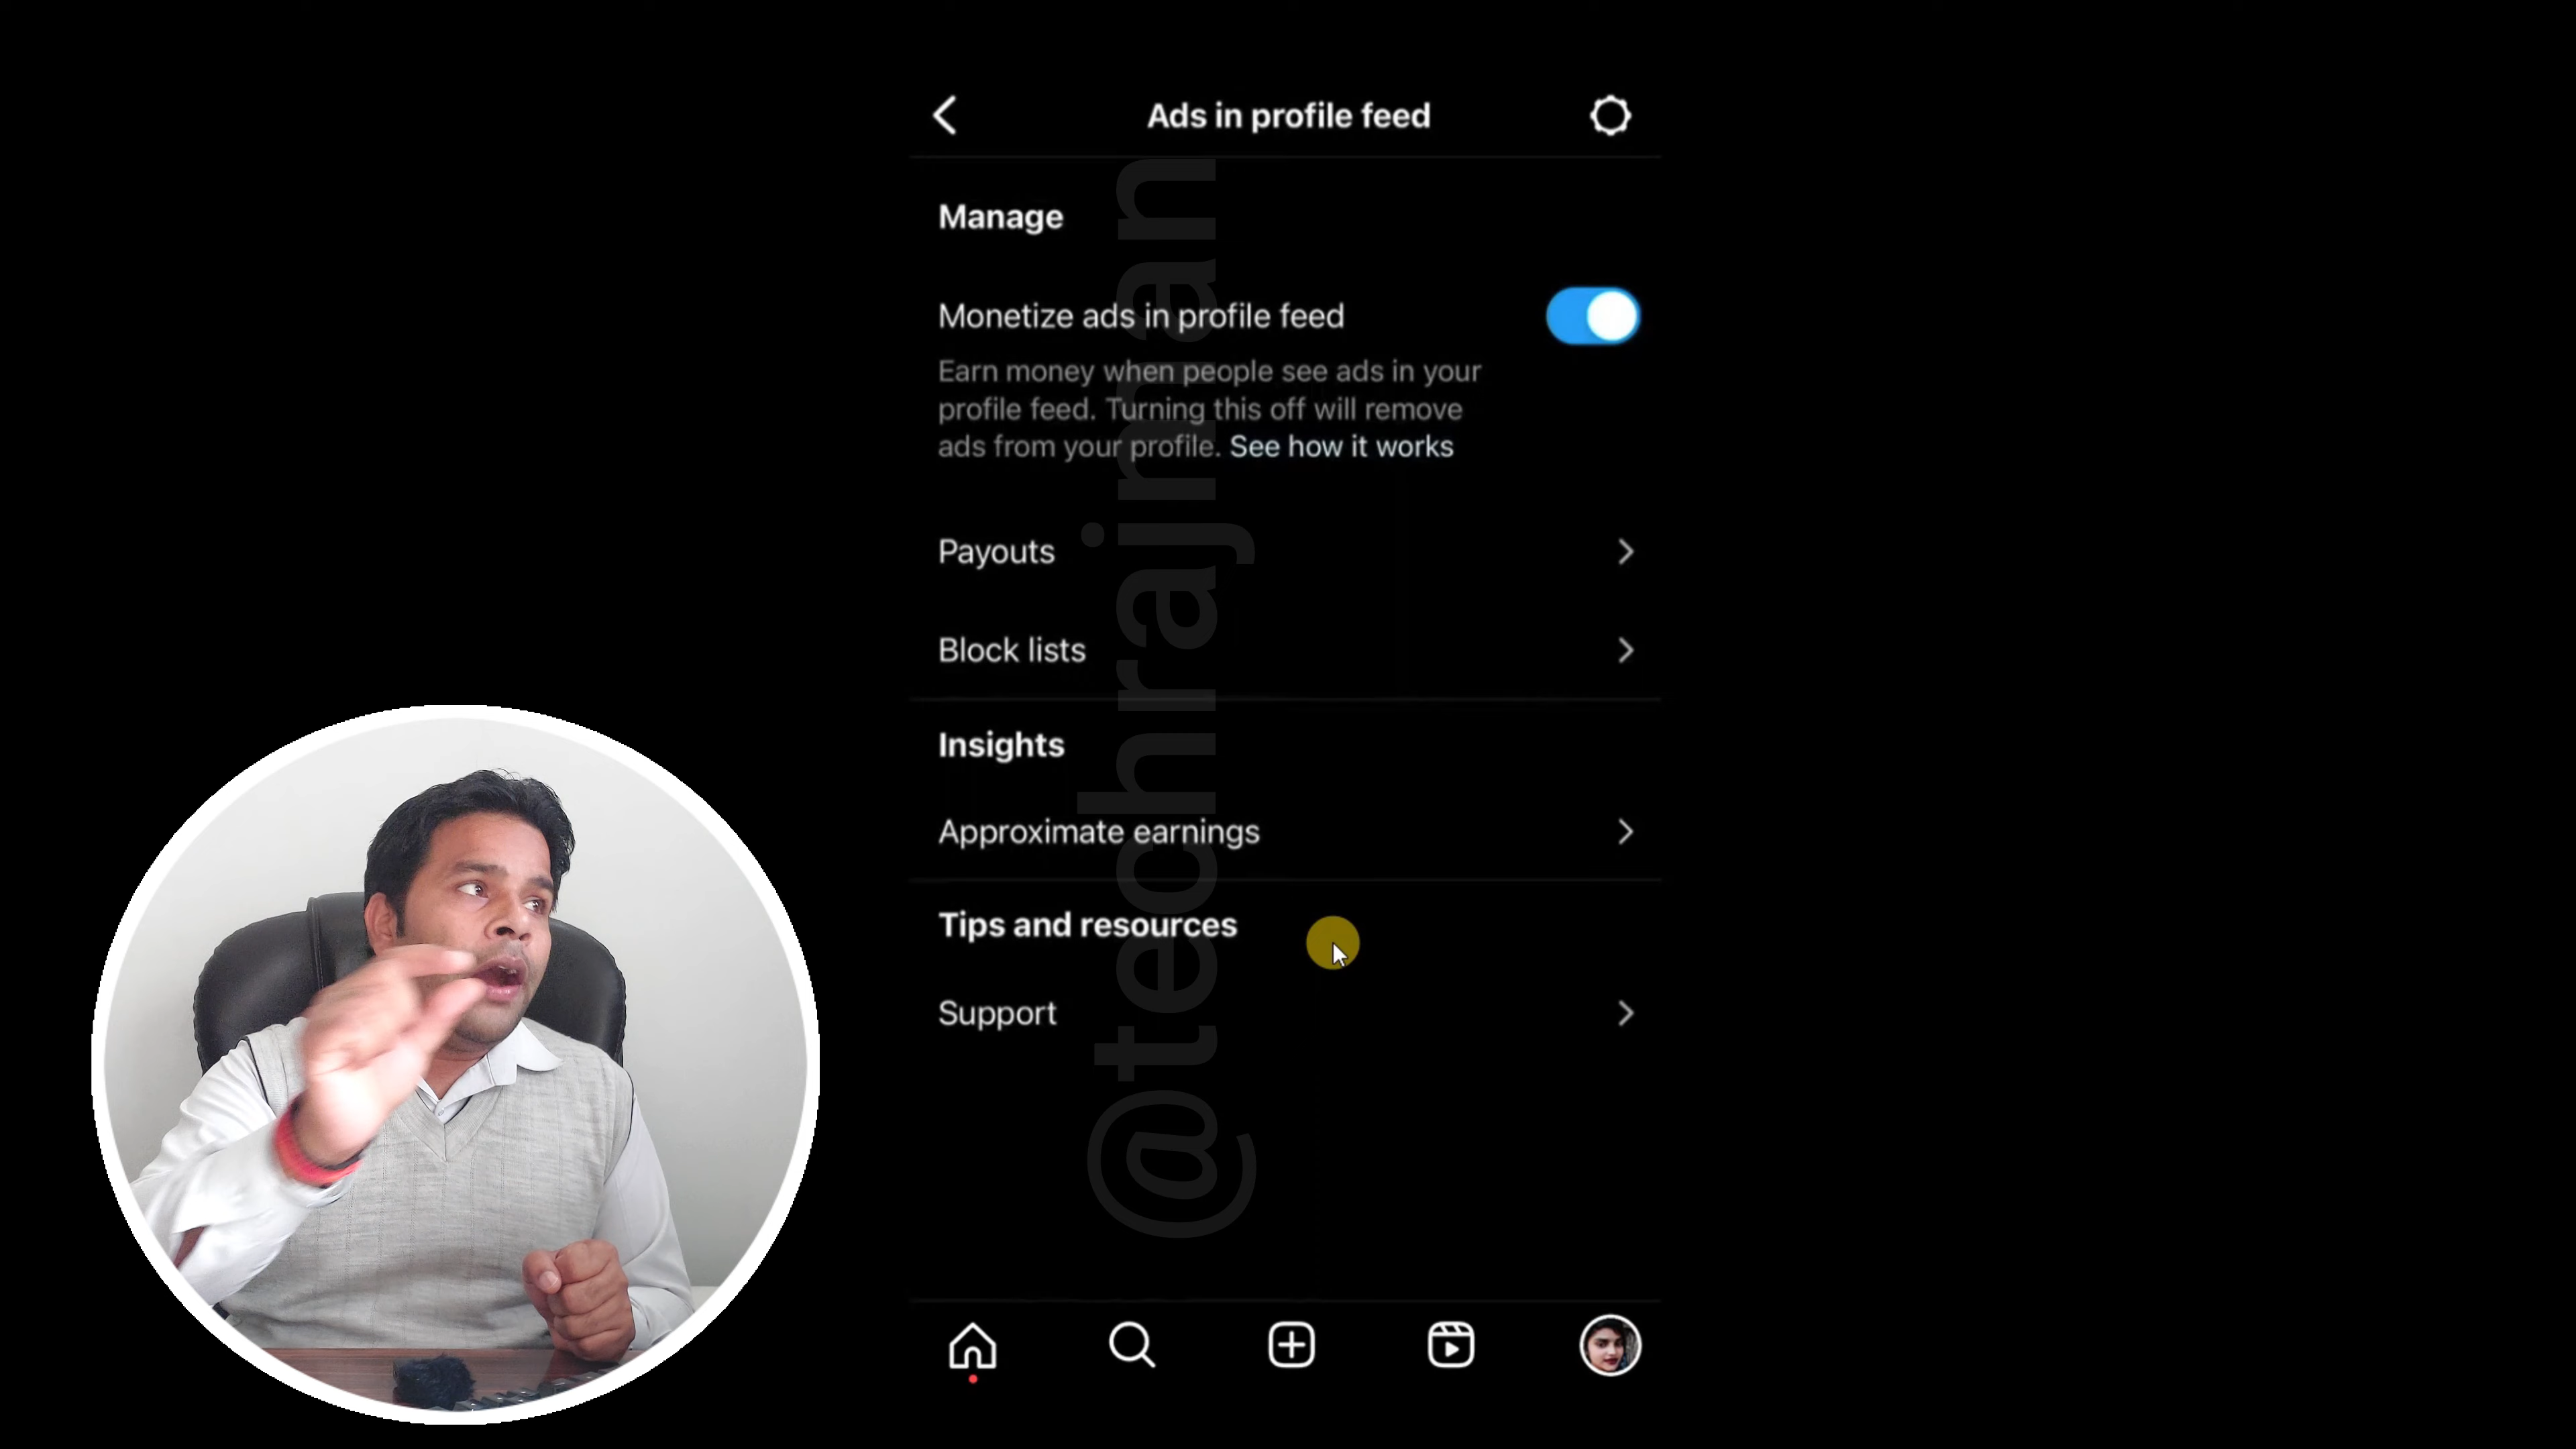 Ads in profile feed
Manage
Monetize ads in profile feed
Earn money when people see ads in your
profile feed. Turning this off will remove
ads from your profile. See how it works
Payouts
Block lists
Insights
Approximate earnings
Tips and resources
Support
@techrajnrian